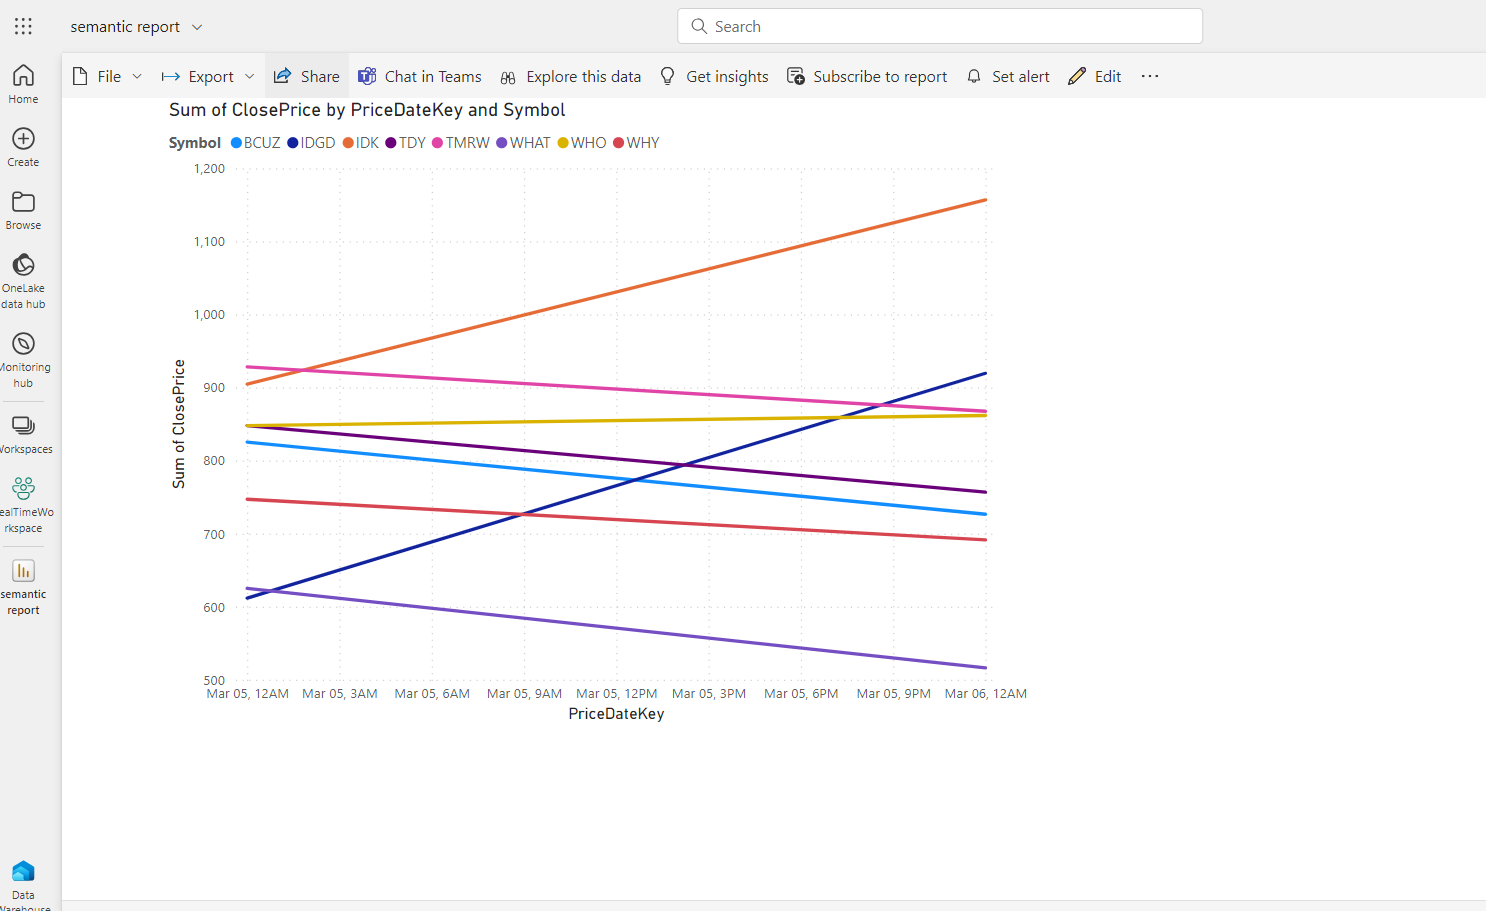 semantic report
Search
File Export Share Chat in Teams Explore this data Get insights Subscribe to report Set alert Edit
Home
Create
Browse
OneLake
data hub
Monitoring
hub
Workspaces
RealTimeWo
rkspace
semantic
report
Data
Warehouse
Sum of ClosePrice by PriceDateKey and Symbol
Symbol BCUZ IDGD IDK TDY TMRW WHAT WHO WHY
1,200
1,100
1,000
900
800
700
600
500
Sum of ClosePrice
Mar 05, 12AM Mar 05, 3AM Mar 05, 6AM Mar 05, 9AM Mar 05, 12PM Mar 05, 3PM Mar 05, 6PM Mar 05, 9PM Mar 06, 12AM
PriceDateKey